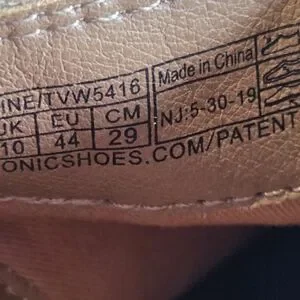 INE/TVW5416
UK EU CM
10 44 29
Made in China
NJ:5-30-19
ONICSHOES.COM/PATENT